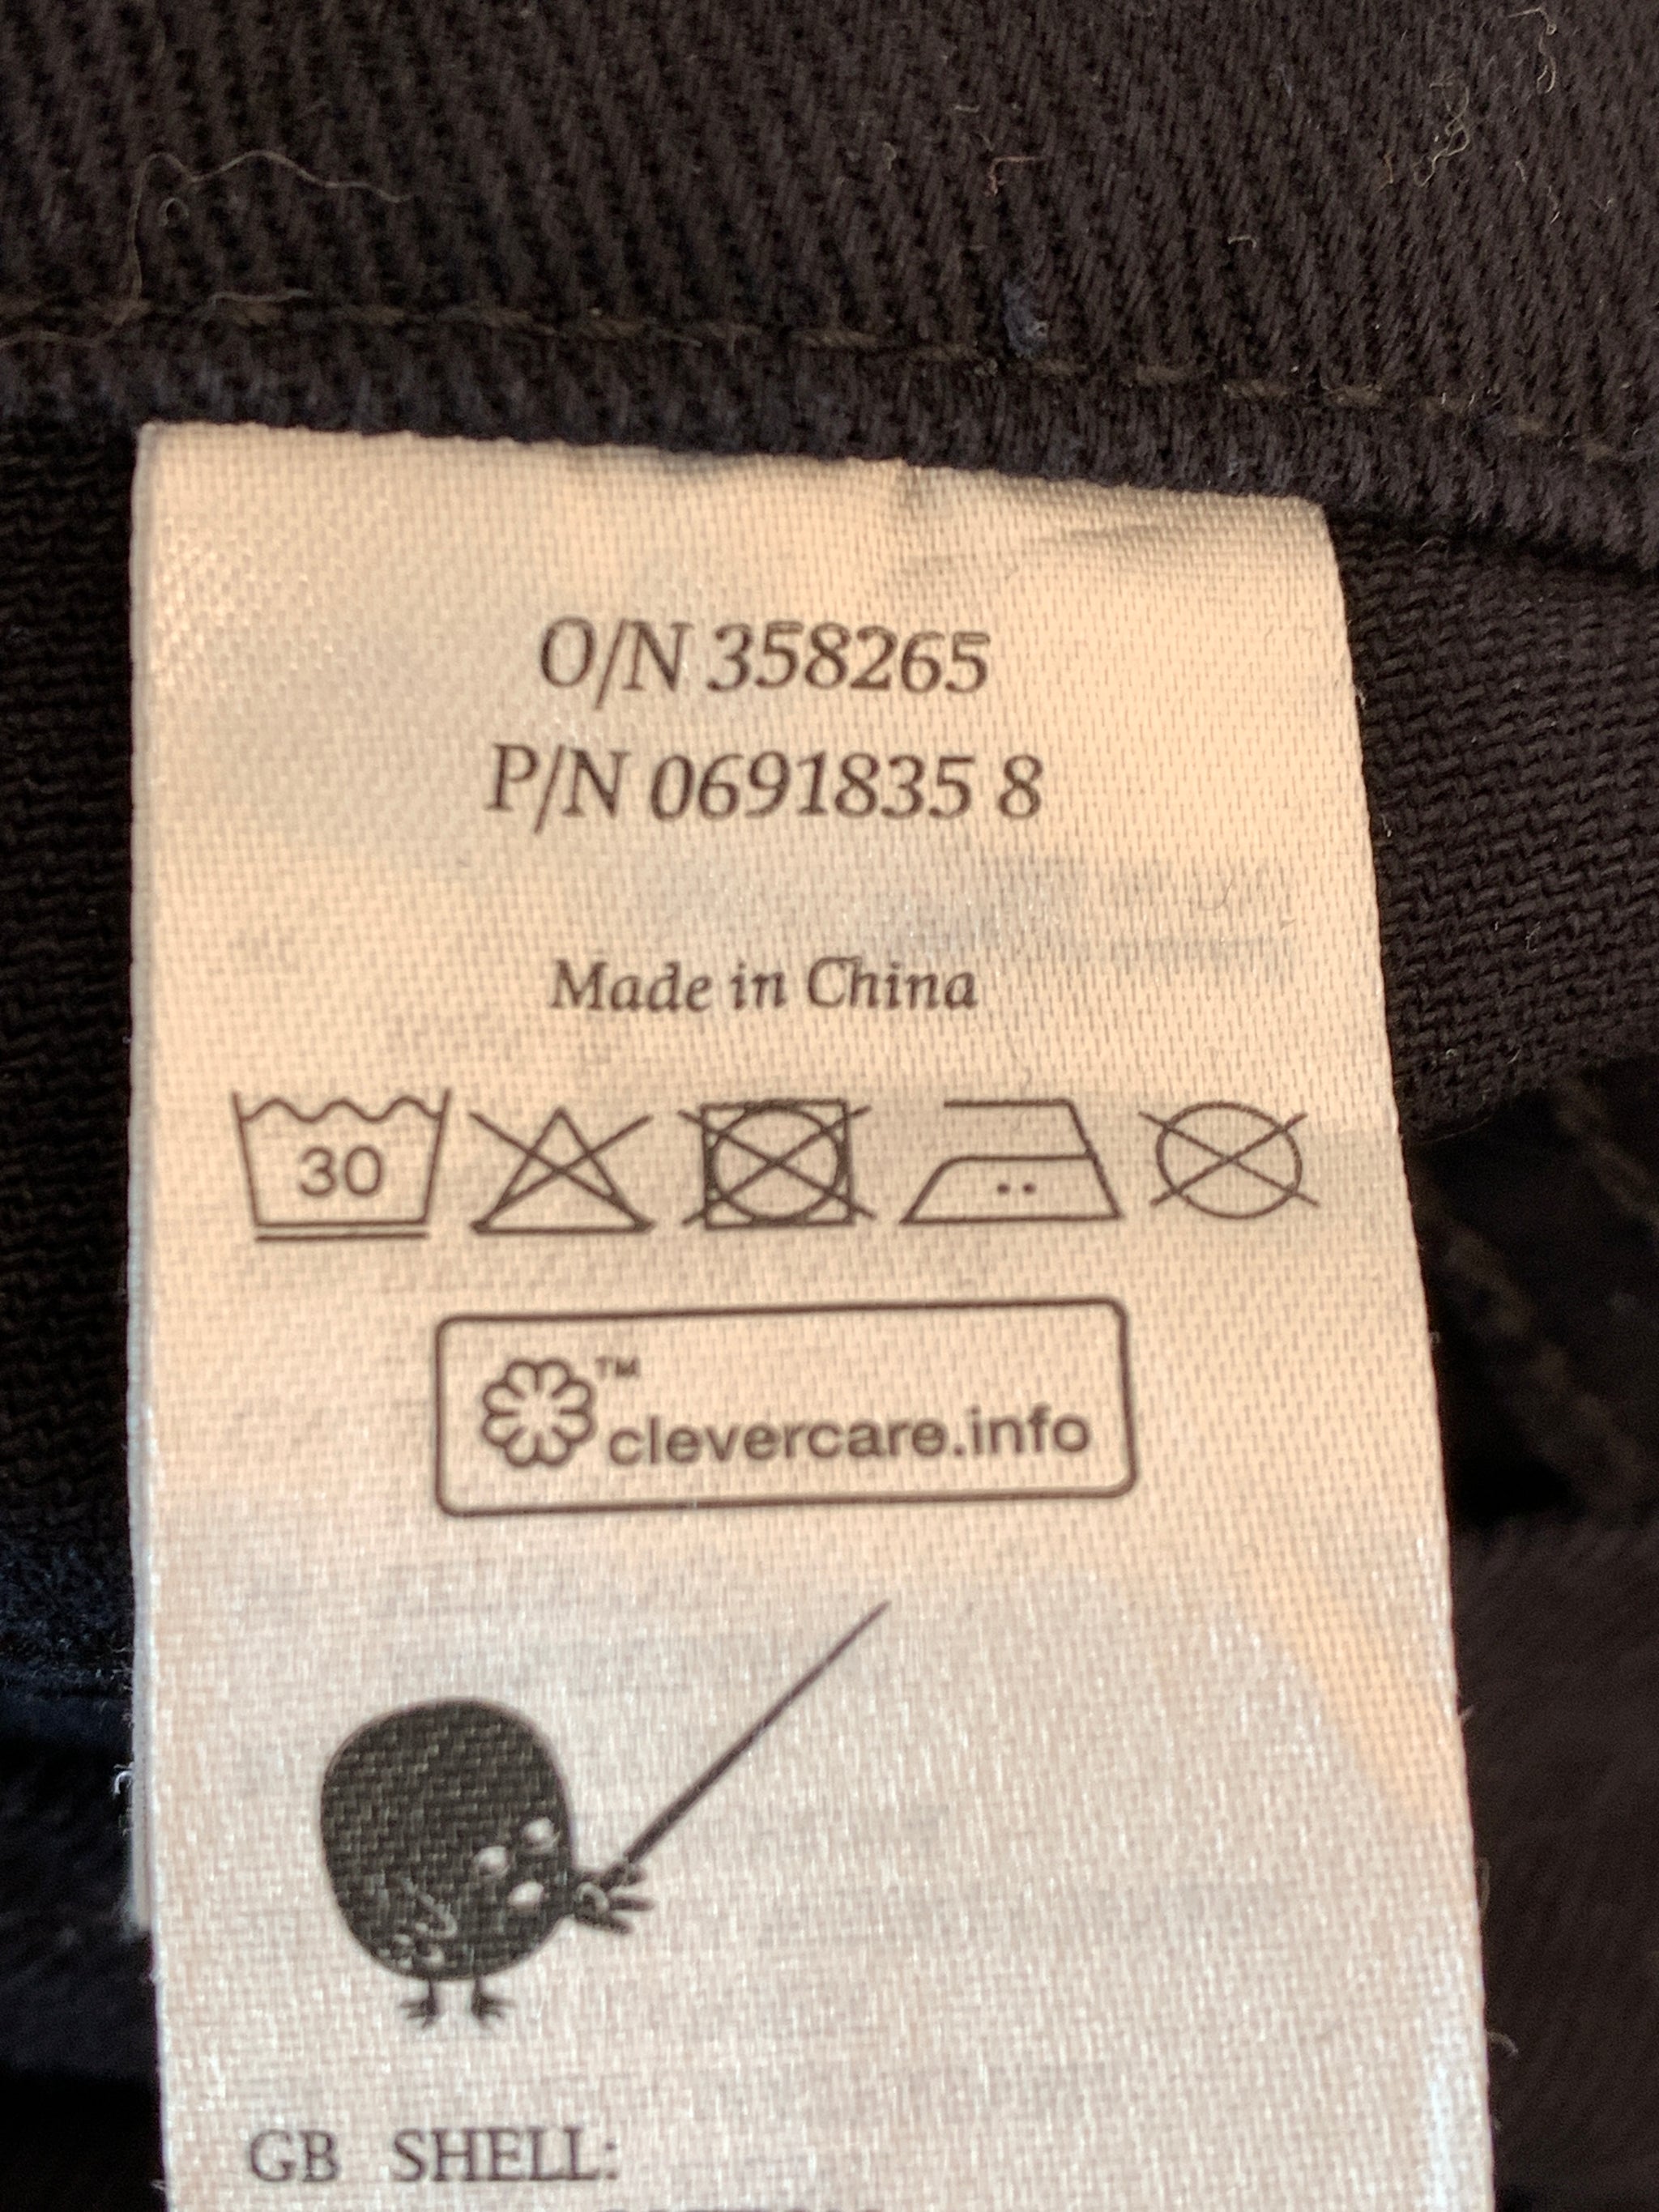 O/N 358265
P/N 0691835 8
Made in China
30
™
clevercare.info
GB SHELL: